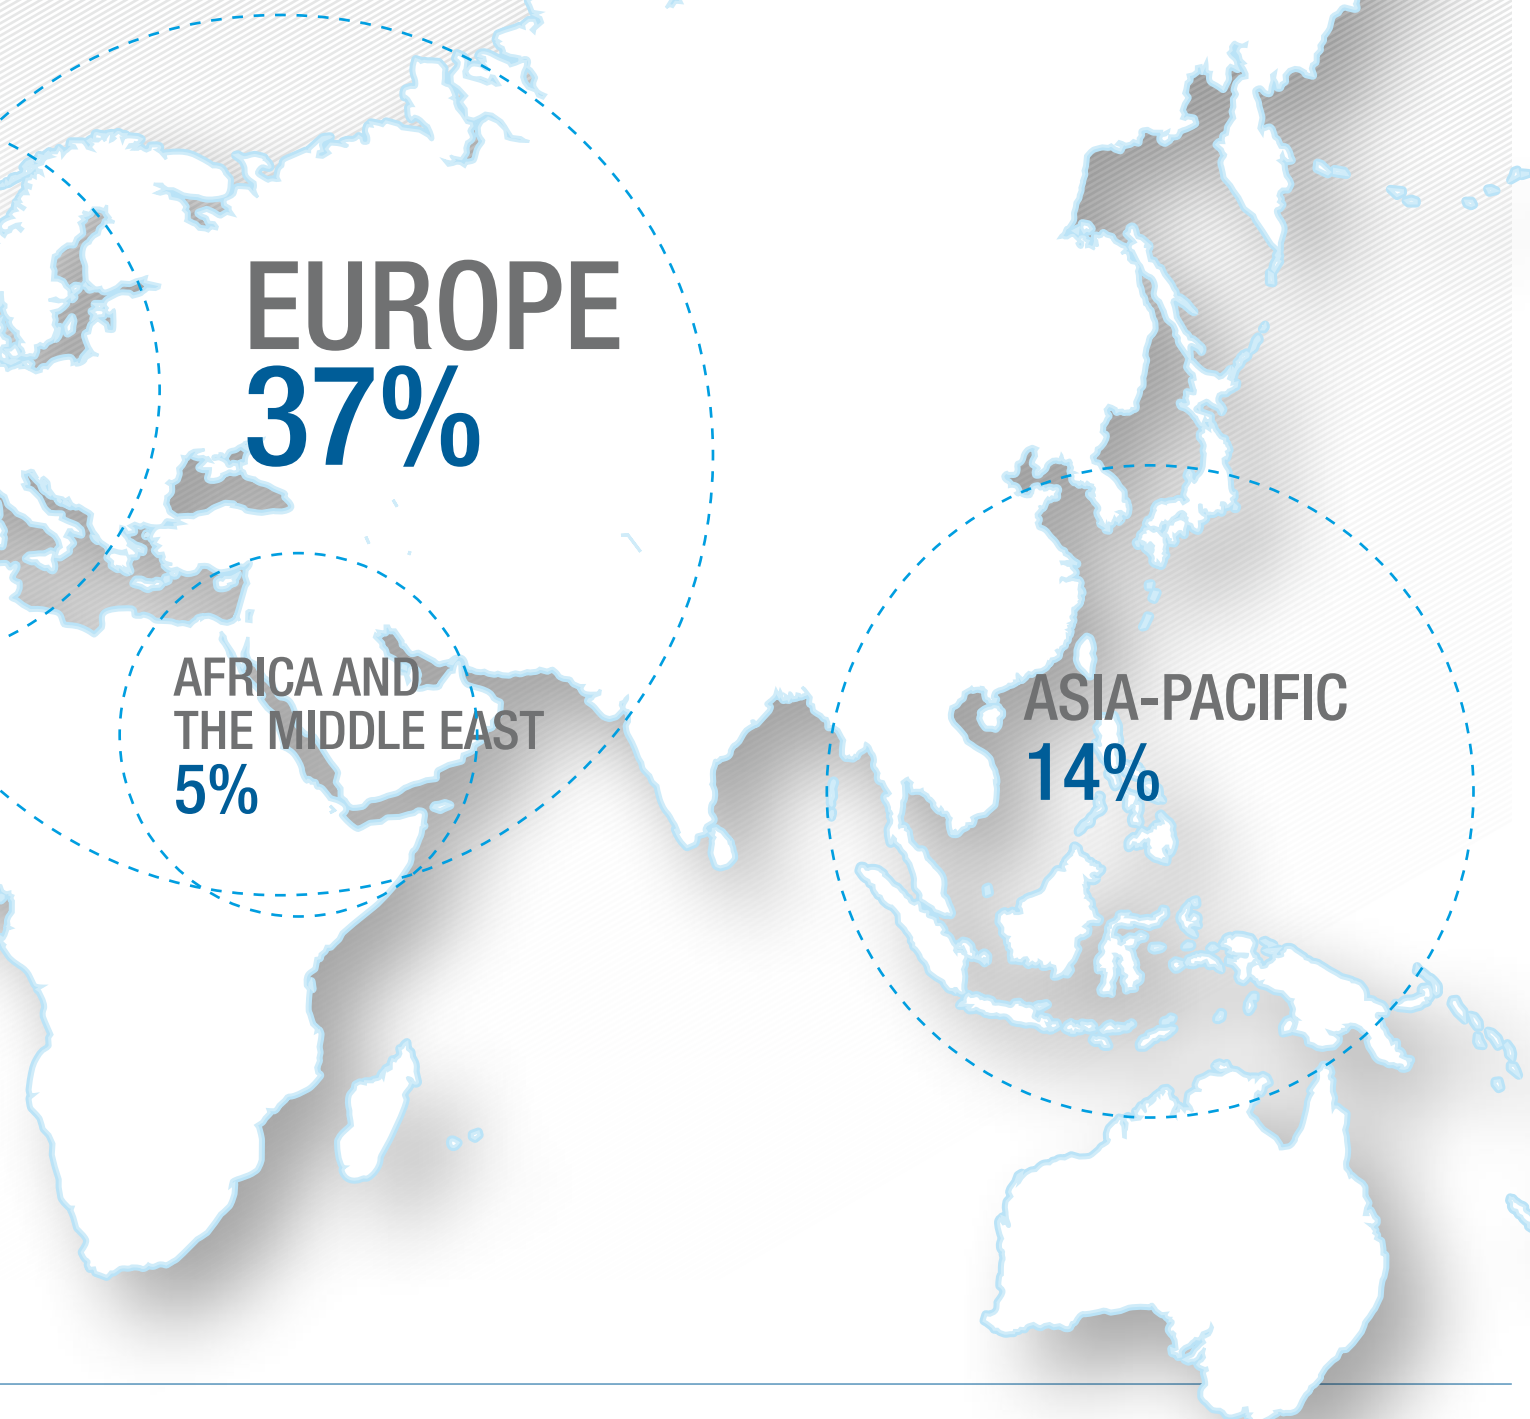 EUROPE
37%
AFRICA AND
THE MIDDLE EAST
5%
ASIA-PACIFIC
14%